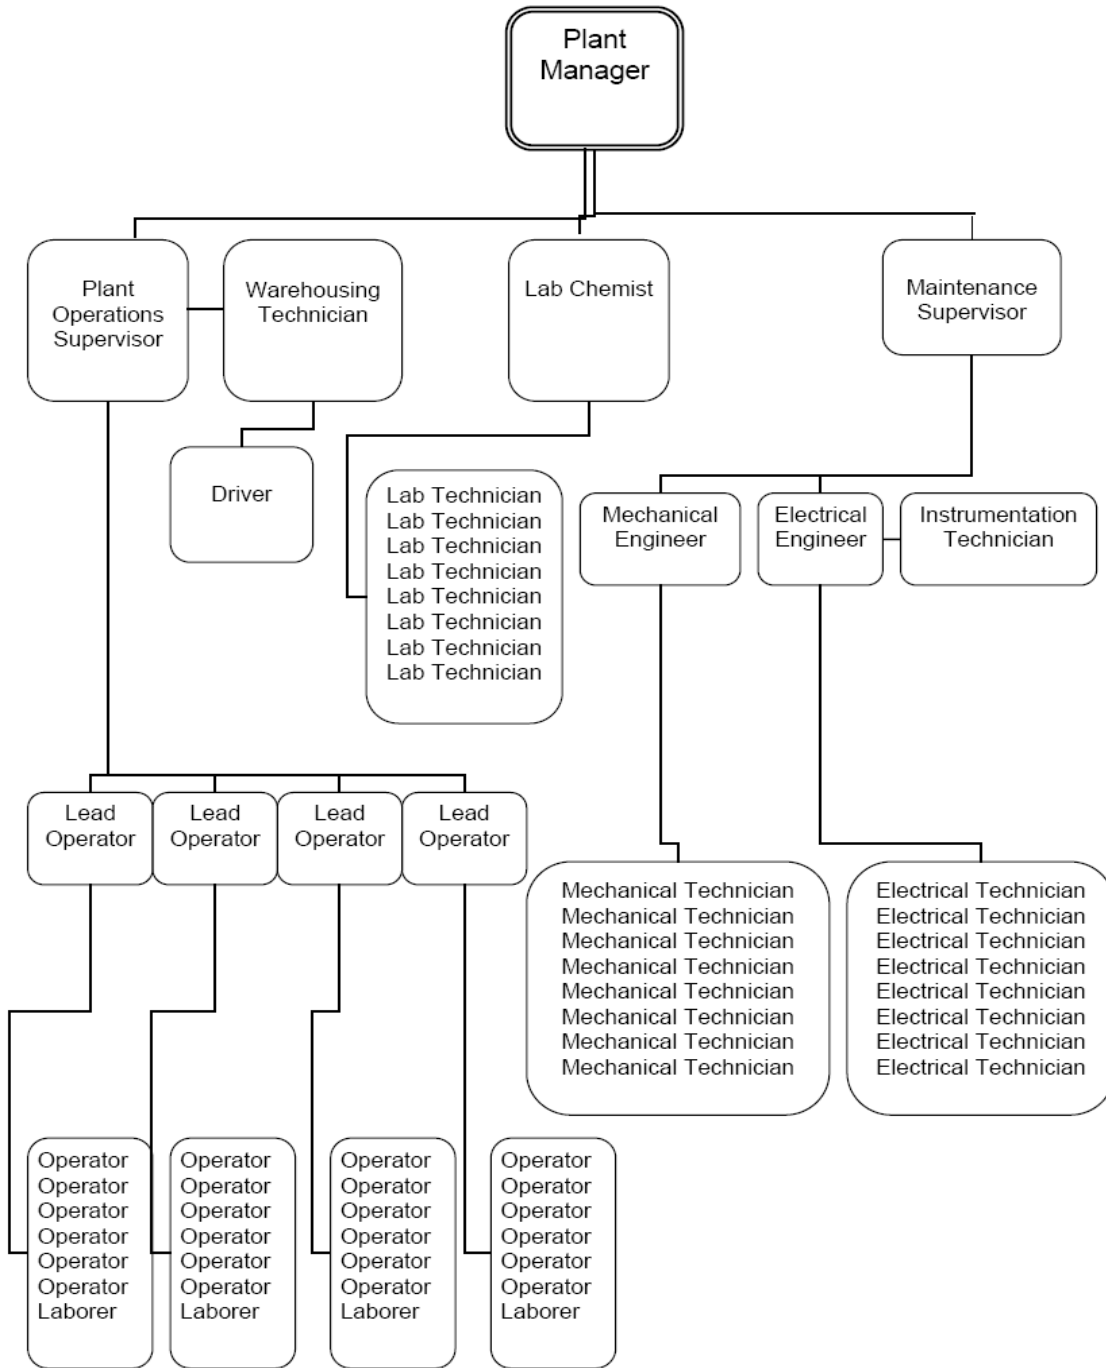 Plant
Manager
Plant
Operations
Supervisor
Warehousing
Technician
Lab Chemist
Maintenance
Supervisor
Driver
Lab Technician
Lab Technician
Lab Technician
Lab Technician
Lab Technician
Lab Technician
Lab Technician
Lab Technician
Mechanical
Engineer
Electrical
Engineer
Instrumentation
Technician
Lead
Operator
Lead
Operator
Lead
Operator
Lead
Operator
Mechanical Technician
Mechanical Technician
Mechanical Technician
Mechanical Technician
Mechanical Technician
Mechanical Technician
Mechanical Technician
Mechanical Technician
Electrical Technician
Electrical Technician
Electrical Technician
Electrical Technician
Electrical Technician
Electrical Technician
Electrical Technician
Electrical Technician
Operator
Operator
Operator
Operator
Operator
Operator
Laborer
Operator
Operator
Operator
Operator
Operator
Operator
Laborer
Operator
Operator
Operator
Operator
Operator
Operator
Laborer
Operator
Operator
Operator
Operator
Operator
Operator
Laborer